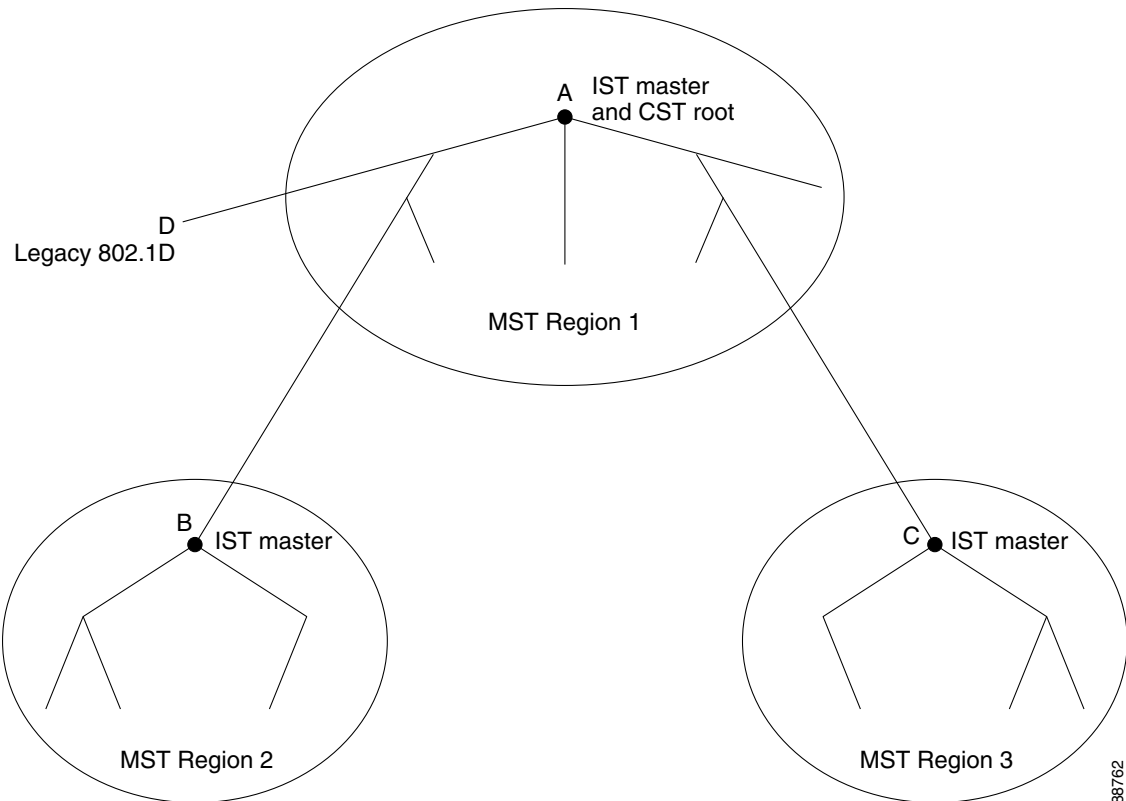 A
IST master
and CST root
D
Legacy 802.1D
MST Region 1
B
IST master
C
IST master
MST Region 2
MST Region 3
88762